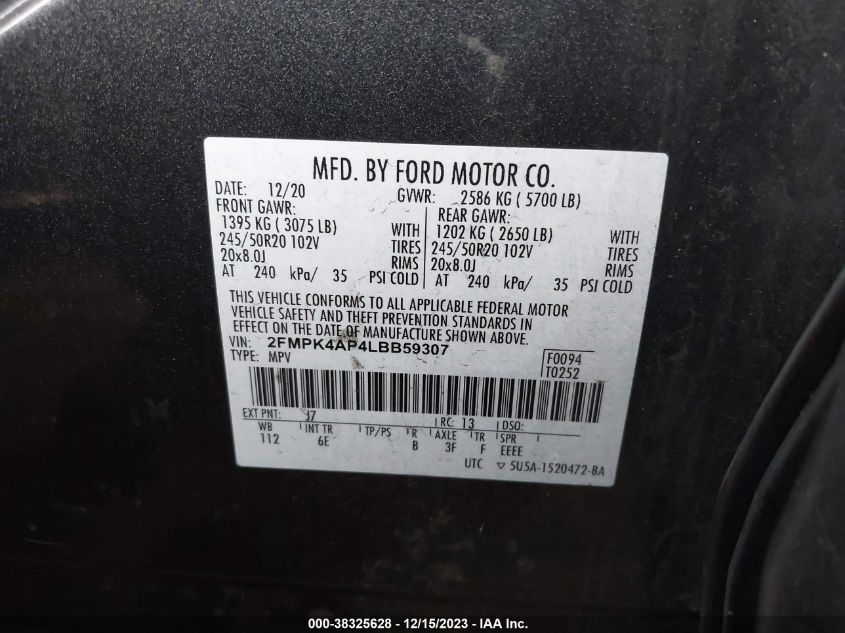 MFD. BY FORD MOTOR CO.
DATE: 12/20 GVWR: 2586 KG ( 5700 LB)
FRONT GAWR: REAR GAWR:
1395 KG ( 3075 LB) WITH 1202 KG ( 2650 LB) WITH
245/50R20 102V TIRES 245/50R20 102V TIRES
20x8.0J RIMS 20x8.0J RIMS
AT 240 kPa/ 35 PSI COLD AT 240 kPa/ 35 PSI COLD
THIS VEHICLE CONFORMS TO ALL APPLICABLE FEDERAL MOTOR
VEHICLE SAFETY AND THEFT PREVENTION STANDARDS IN
EFFECT ON THE DATE OF MANUFACTURE SHOWN ABOVE.
VIN: 2FMPK4AP4LBB59307
TYPE: MPV F0094
T0252
EXT PNT: J7 RC: 13 DSO:
WB INT TR TP/PS R AXLE TR SPR
112 6E B 3F F EEEE
UTC ▽ 5U5A-1520472-BA
000-38325628 - 12/15/2023 - IAA Inc.